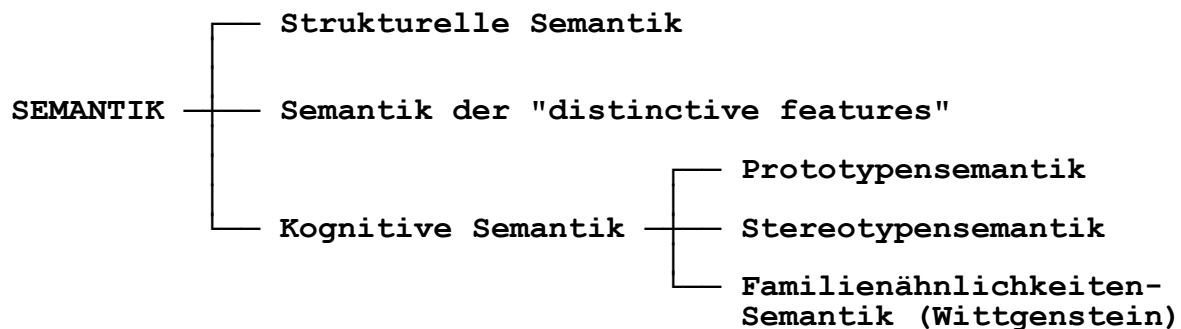 Strukturelle Semantik
SEMANTIK
Semantik der "distinctive features"
Prototypensemantik
Kognitive Semantik
Stereotypensemantik
Familienähnlichkeiten-
Semantik (Wittgenstein)